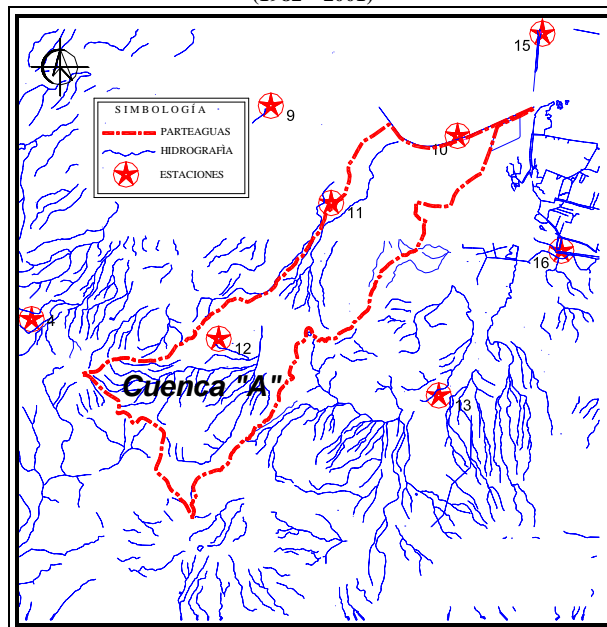 15
SIMBOLOGÍA
PARTEAGUAS
HIDROGRAFÍA
ESTACIONES
9
10
11
16
4
12
Cuenca "A"
13